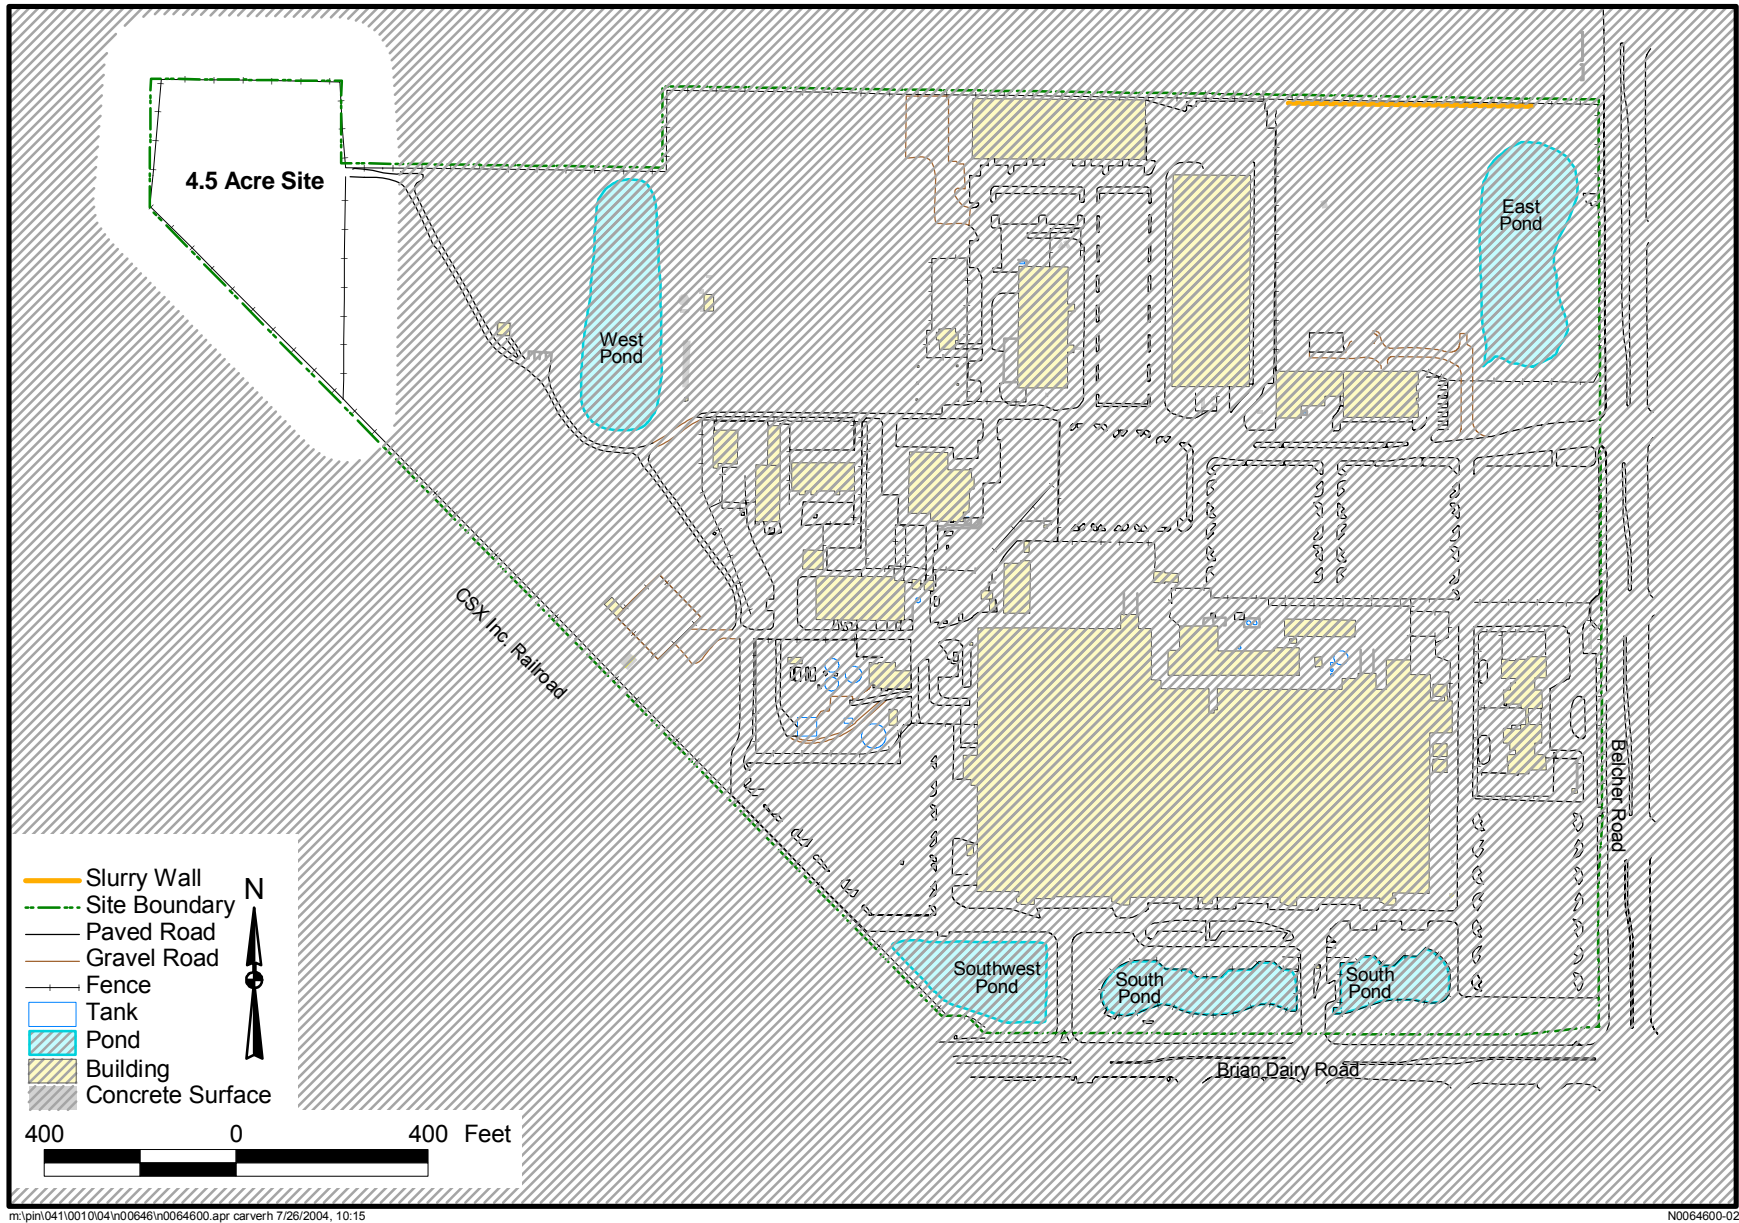 4.5 Acre Site
East
Pond
West
Pond
CSX Inc. Railroad
Belcher Road
Southwest
Pond
South
Pond
South
Pond
Brian Dairy Road
Slurry Wall
Site Boundary
Paved Road
Gravel Road
Fence
Tank
Pond
Building
Concrete Surface
N
400 0 400 Feet
m:\pin\041\0010\04\n00646\n0064600.apr carverh 7/26/2004, 10:15
N0064600-02